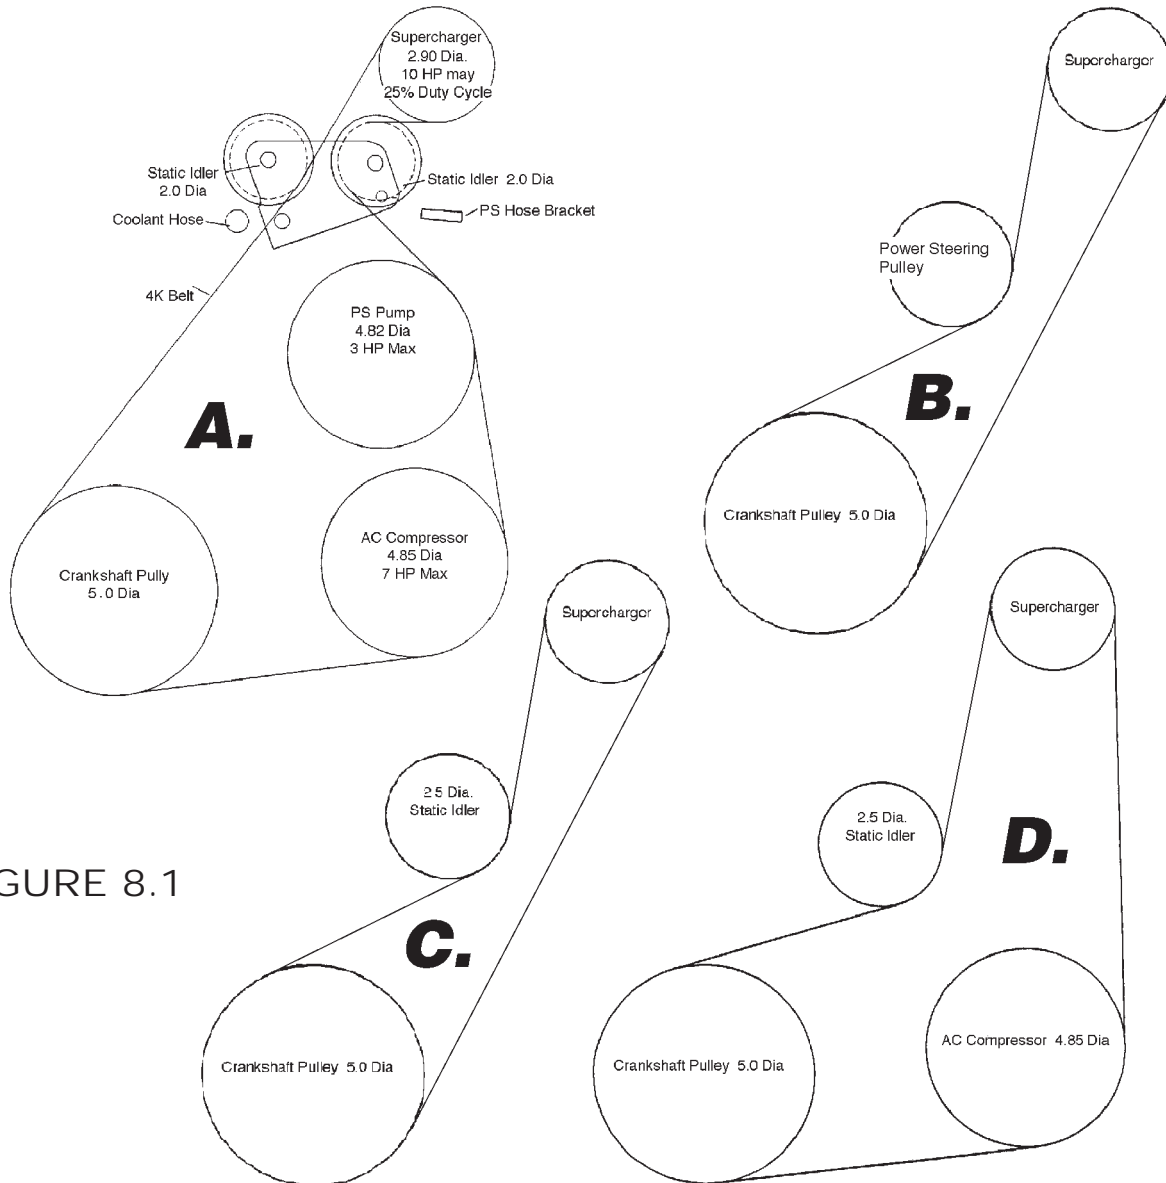 Supercharger
2.90 Dia.
10 HP may
25% Duty Cycle
Static Idler
2.0 Dia
Static Idler 2.0 Dia
Coolant Hose
PS Hose Bracket
4K Belt
PS Pump
4.82 Dia
3 HP Max
A.
Crankshaft Pully
5.0 Dia
AC Compressor
4.85 Dia
7 HP Max
Supercharger
Power Steering
Pulley
B.
Crankshaft Pulley 5.0 Dia
Supercharger
2.5 Dia.
Static Idler
C.
Crankshaft Pulley 5.0 Dia
Supercharger
2.5 Dia.
Static Idler
D.
Crankshaft Pulley 5.0 Dia
AC Compressor 4.85 Dia
GURE 8.1